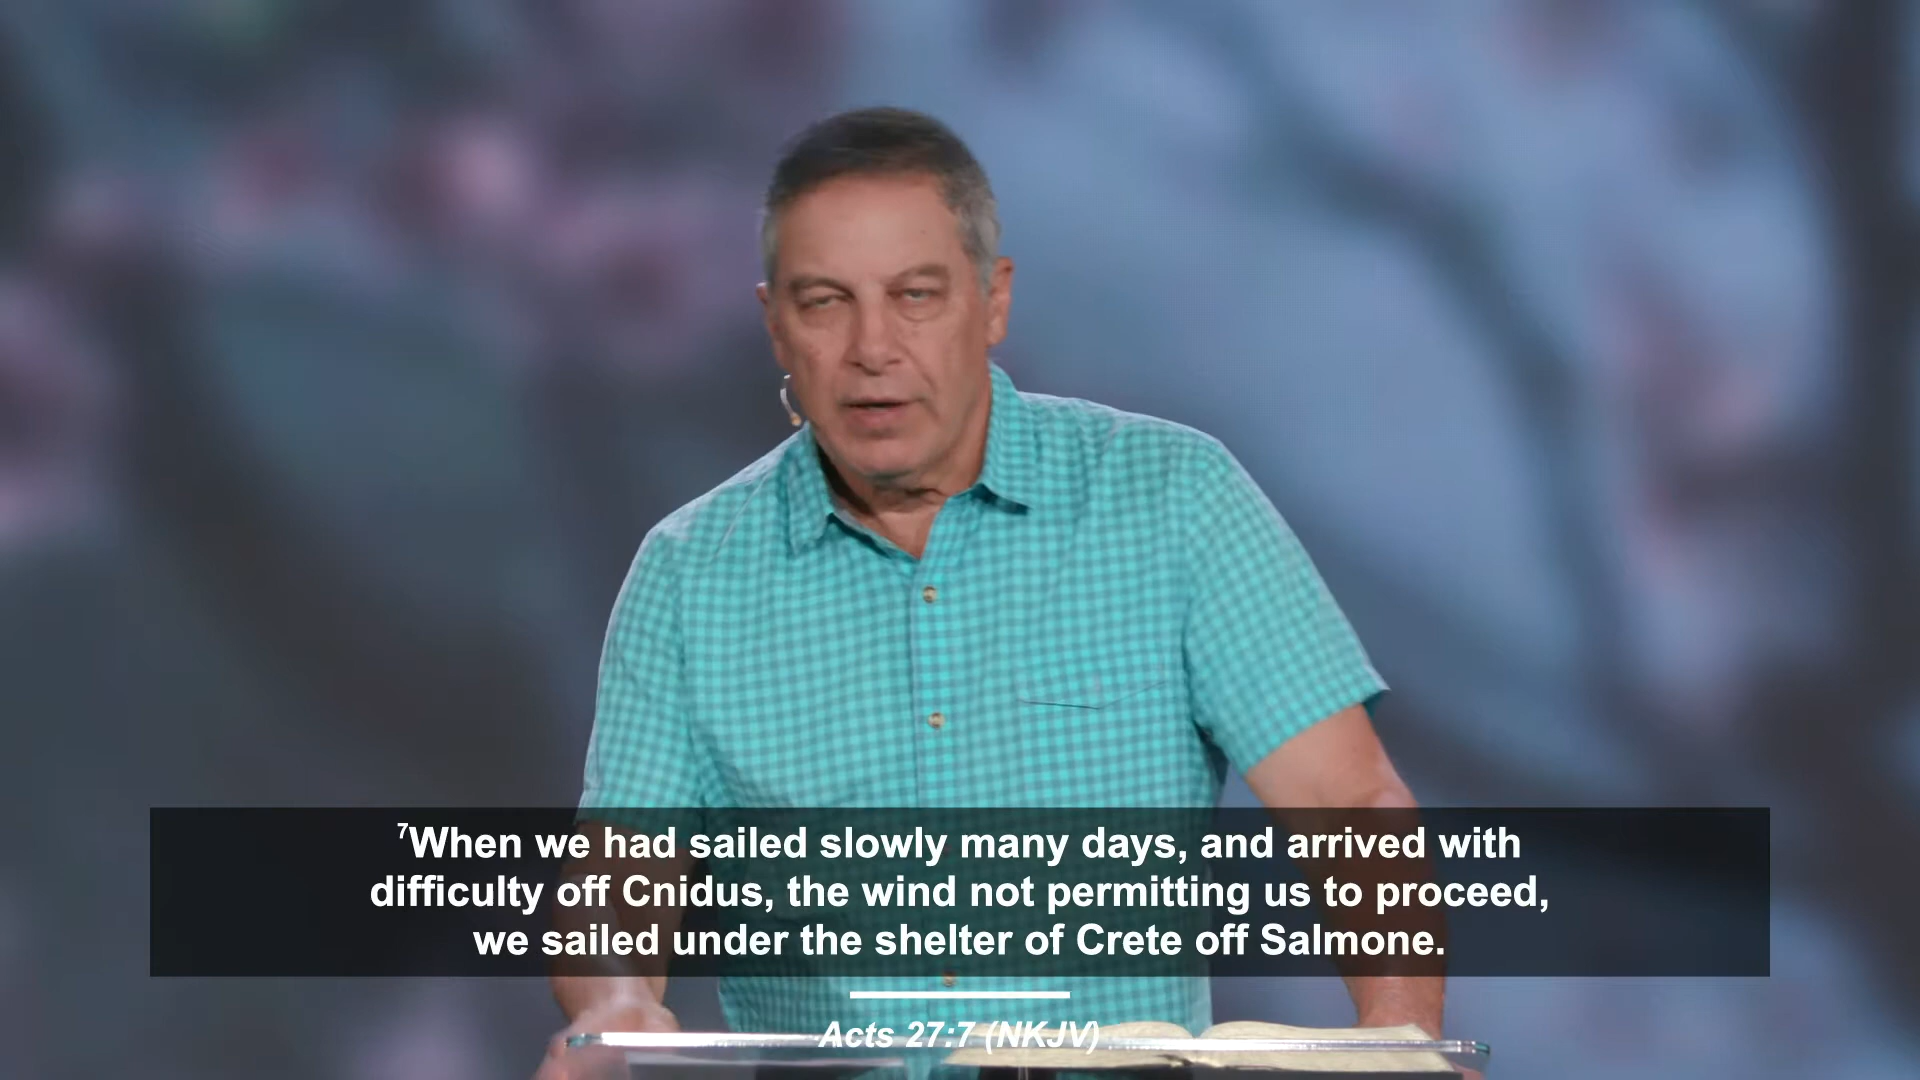 7When we had sailed slowly many days, and arrived with
difficulty off Cnidus, the wind not permitting us to proceed,
we sailed under the shelter of Crete off Salmone.
Acts 27:7 (NKJV)